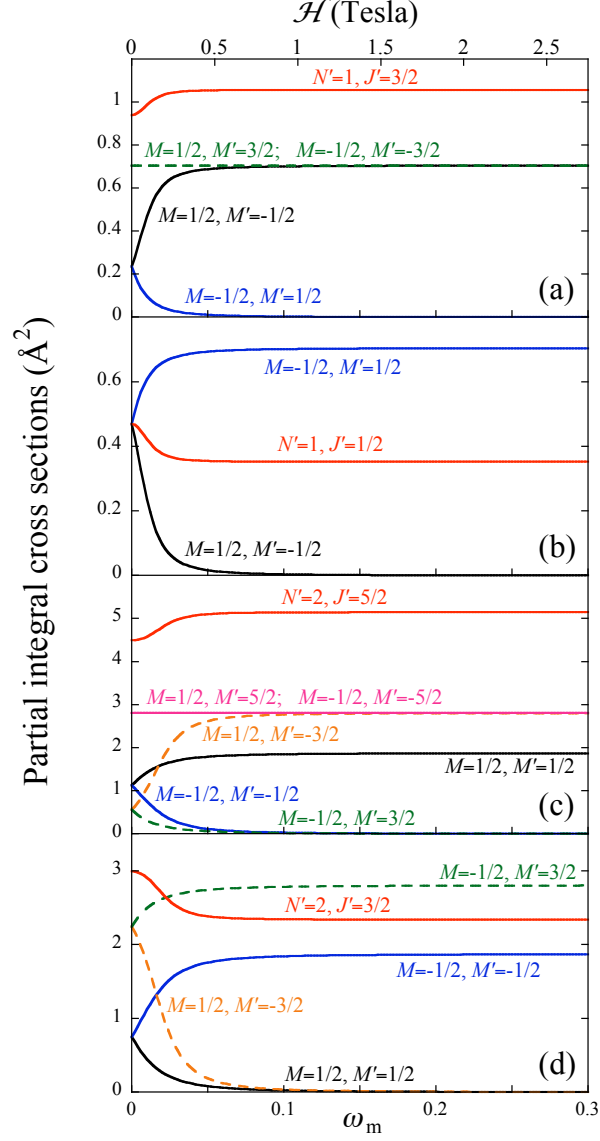 ℋ (Tesla)
0 0.5 1 1.5 2 2.5
N′=1, J′=3/2
1
M=1/2, M′=3/2; M=-1/2, M′=-3/2
0.8
0.6
M=1/2, M′=-1/2
0.4
0.2
M=-1/2, M′=1/2
(a)
0
M=-1/2, M′=1/2
0.6
N′=1, J′=1/2
0.4
0.2
M=1/2, M′=-1/2
(b)
0
N′=2, J′=5/2
5
4
M=1/2, M′=5/2; M=-1/2, M′=-5/2
3
M=1/2, M′=-3/2
2
M=1/2, M′=1/2
M=-1/2, M′=-1/2
1
M=-1/2, M′=3/2
(c)
0
M=-1/2, M′=3/2
3
N′=2, J′=3/2
2
M=-1/2, M′=-1/2
M=1/2, M′=-3/2
1
M=1/2, M′=1/2
(d)
0
0 0.1 0.2 0.3
ωm
Partial integral cross sections (Å²)